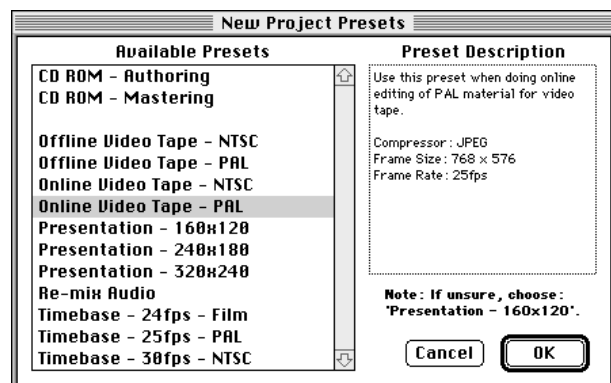 New Project Presets
Available Presets
CD ROM - Authoring
CD ROM - Mastering
Offline Video Tape - NTSC
Offline Video Tape - PAL
Online Video Tape - NTSC
Online Video Tape - PAL
Presentation - 160x120
Presentation - 240x180
Presentation - 320x240
Re-mix Audio
Timebase - 24fps - Film
Timebase - 25fps - PAL
Timebase - 30fps - NTSC
Preset Description
Use this preset when doing online
editing of PAL material for video
tape.
Compressor: JPEG
Frame Size: 768 x 576
Frame Rate: 25fps
Note: If unsure, choose:
"Presentation - 160x120".
Cancel
OK